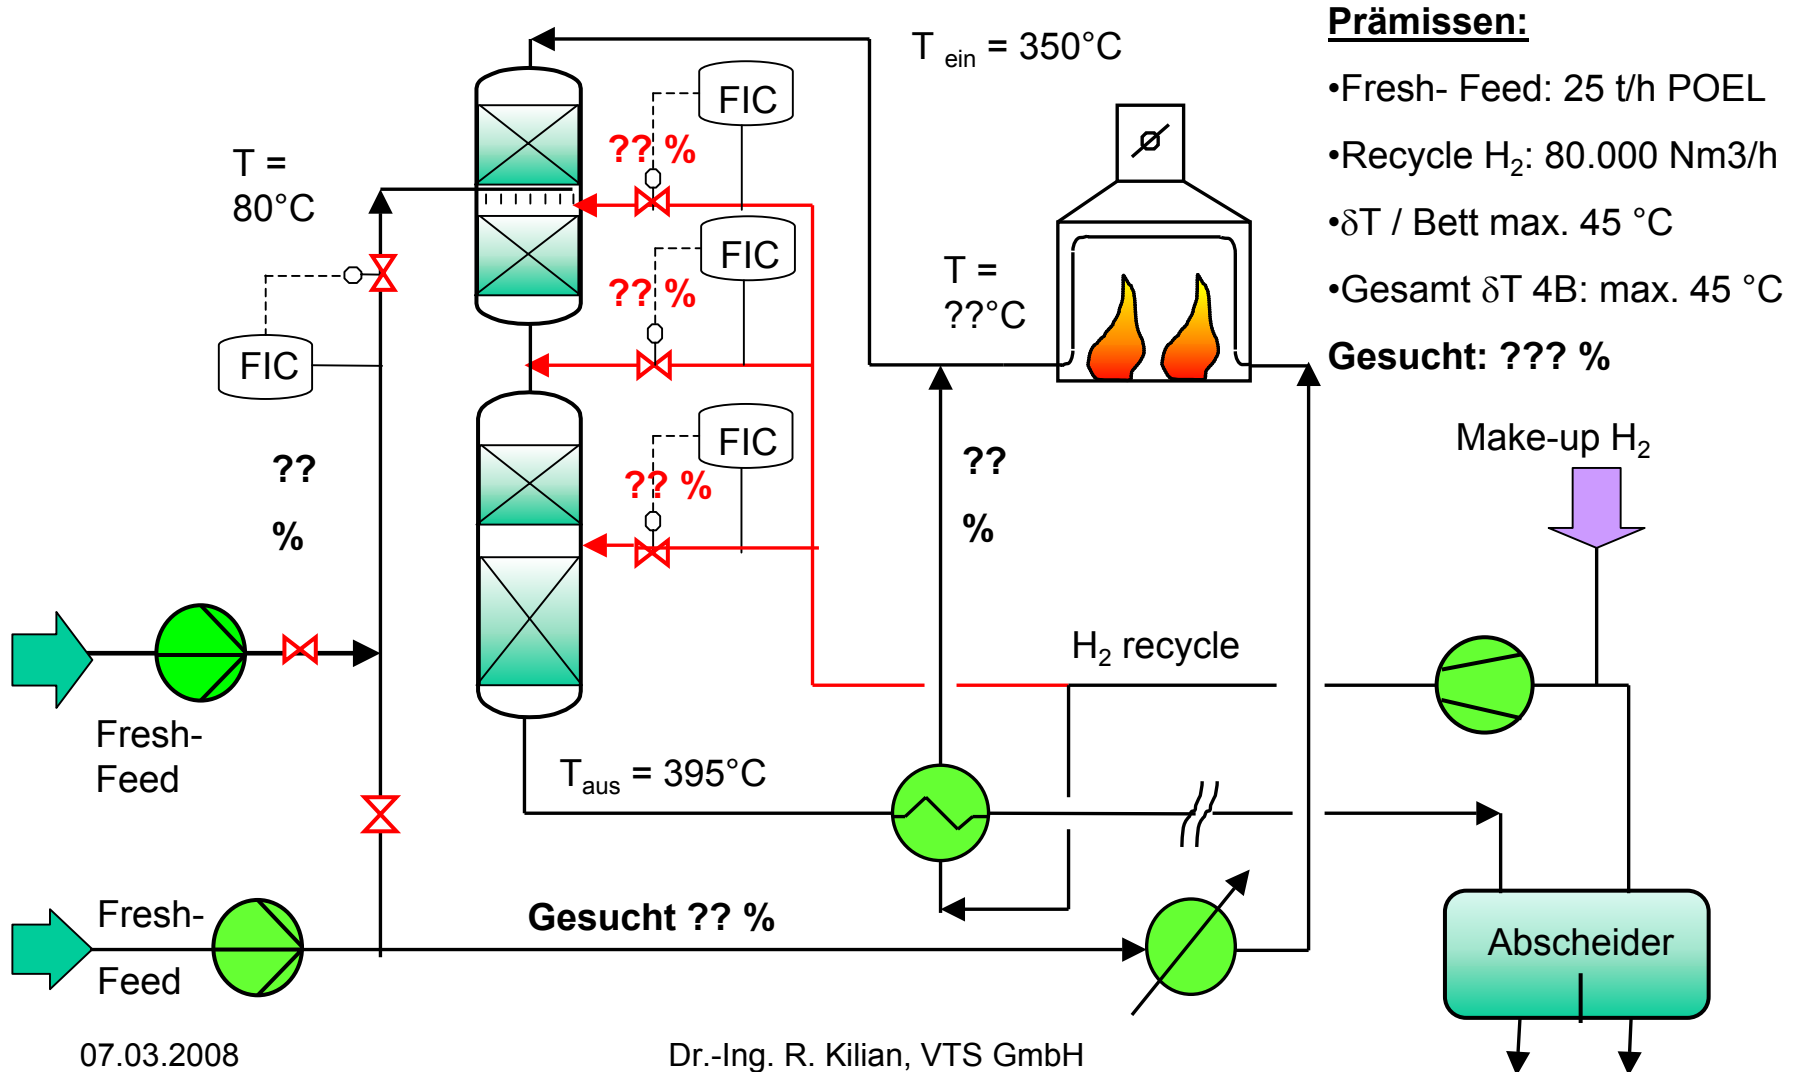 Prämissen:
•Fresh- Feed: 25 t/h POEL
•Recycle H2: 80.000 Nm3/h
•δT / Bett max. 45 °C
•Gesamt δT 4B: max. 45 °C
Gesucht: ??? %
T ein = 350°C
FIC
?? %
T =
80°C
FIC
?? %
T =
??°C
FIC
FIC
?? %
??
%
??
%
Make-up H2
H2 recycle
Fresh-
Feed
Taus = 395°C
Fresh-
Feed
Gesucht ?? %
Abscheider
07.03.2008
Dr.-Ing. R. Kilian, VTS GmbH